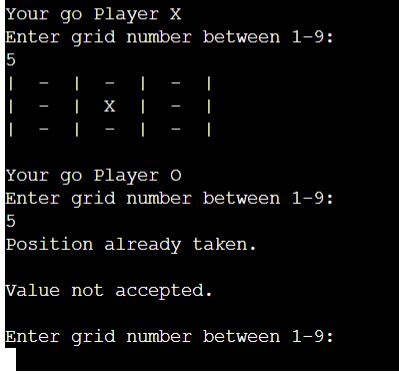 Your go Player X
Enter grid number between 1-9:
5
|  -  |  -  |  -  |
|  -  |  X  |  -  |
|  -  |  -  |  -  |
Your go Player O
Enter grid number between 1-9:
5
Position already taken.
Value not accepted.
Enter grid number between 1-9: